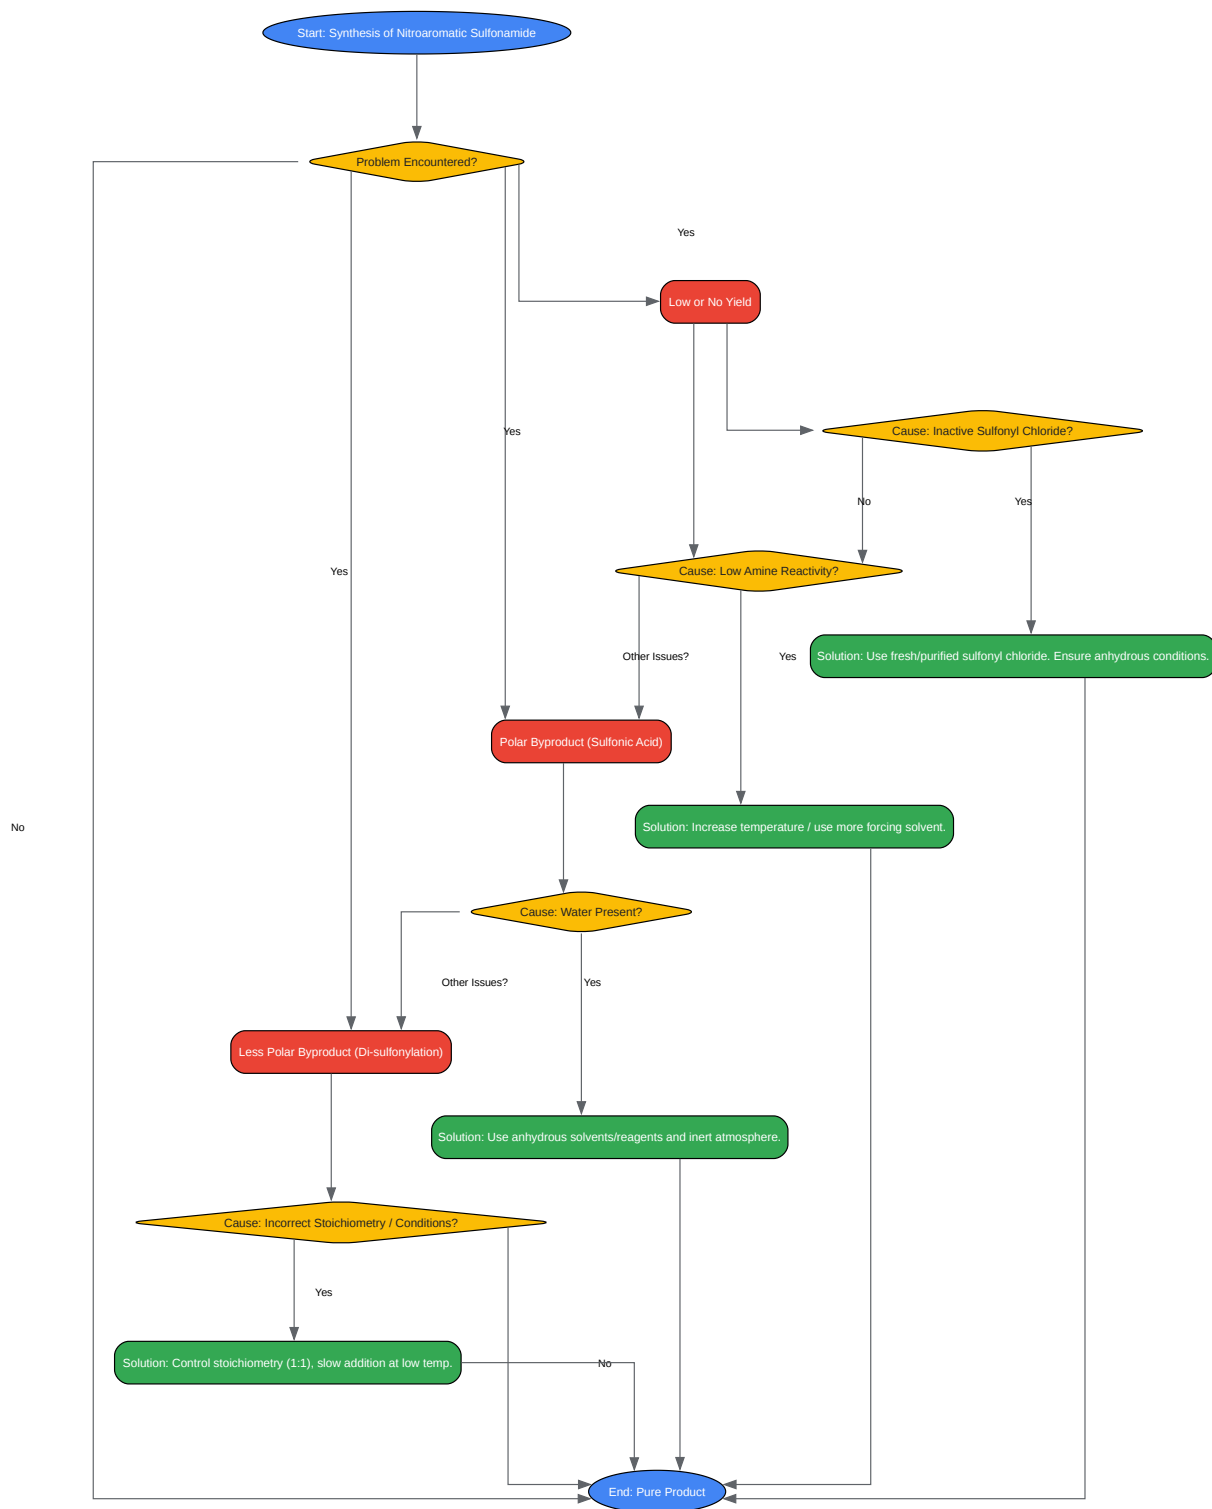 Start: Synthesis of Nitroaromatic Sulfonamide
Problem Encountered?
Yes
Low or No Yield
Yes
Cause: Inactive Sulfonyl Chloride?
No
Yes
Yes
Cause: Low Amine Reactivity?
Other Issues?
Yes
Solution: Use fresh/purified sulfonyl chloride. Ensure anhydrous conditions.
Polar Byproduct (Sulfonic Acid)
No
Solution: Increase temperature / use more forcing solvent.
Cause: Water Present?
Other Issues?
Yes
Less Polar Byproduct (Di-sulfonylation)
Solution: Use anhydrous solvents/reagents and inert atmosphere.
Cause: Incorrect Stoichiometry / Conditions?
Yes
Solution: Control stoichiometry (1:1), slow addition at low temp.
No
End: Pure Product